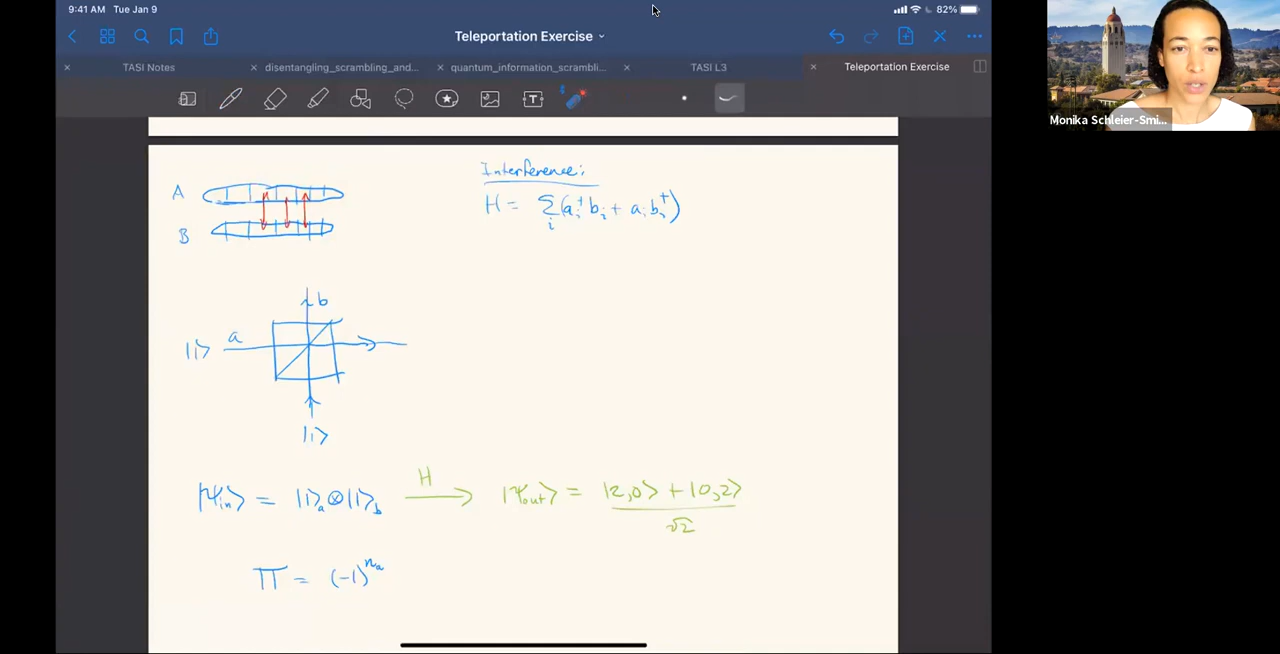 9:41 AM Tue Jan 9
82%
Teleportation Exercise
TASI Notes
disentangling_scrambling_and...
quantum_information_scrambli...
TASI L3
Teleportation Exercise
T
Monika Schleier-Smi...
Interference:
A
H = Σ_i (a_i^† b_i + a_i b_i^†)
B
b
a
|1⟩
|1⟩
|Ψ_in⟩ = |1⟩_a ⊗ |1⟩_b H → |Ψ_out⟩ = |2,0⟩ + |0,2⟩ / √2
Π = (-1)^{n_a}